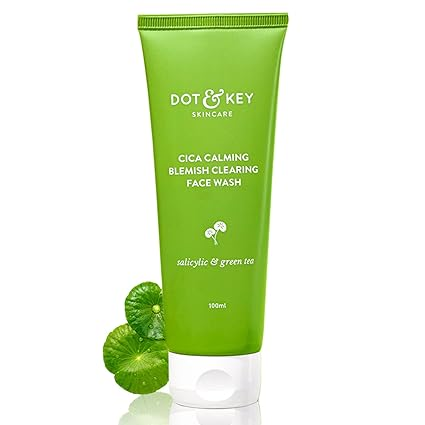 DOT & KEY
SKINCARE
CICA CALMING
BLEMISH CLEARING
FACE WASH
salicylic & green tea
100ml